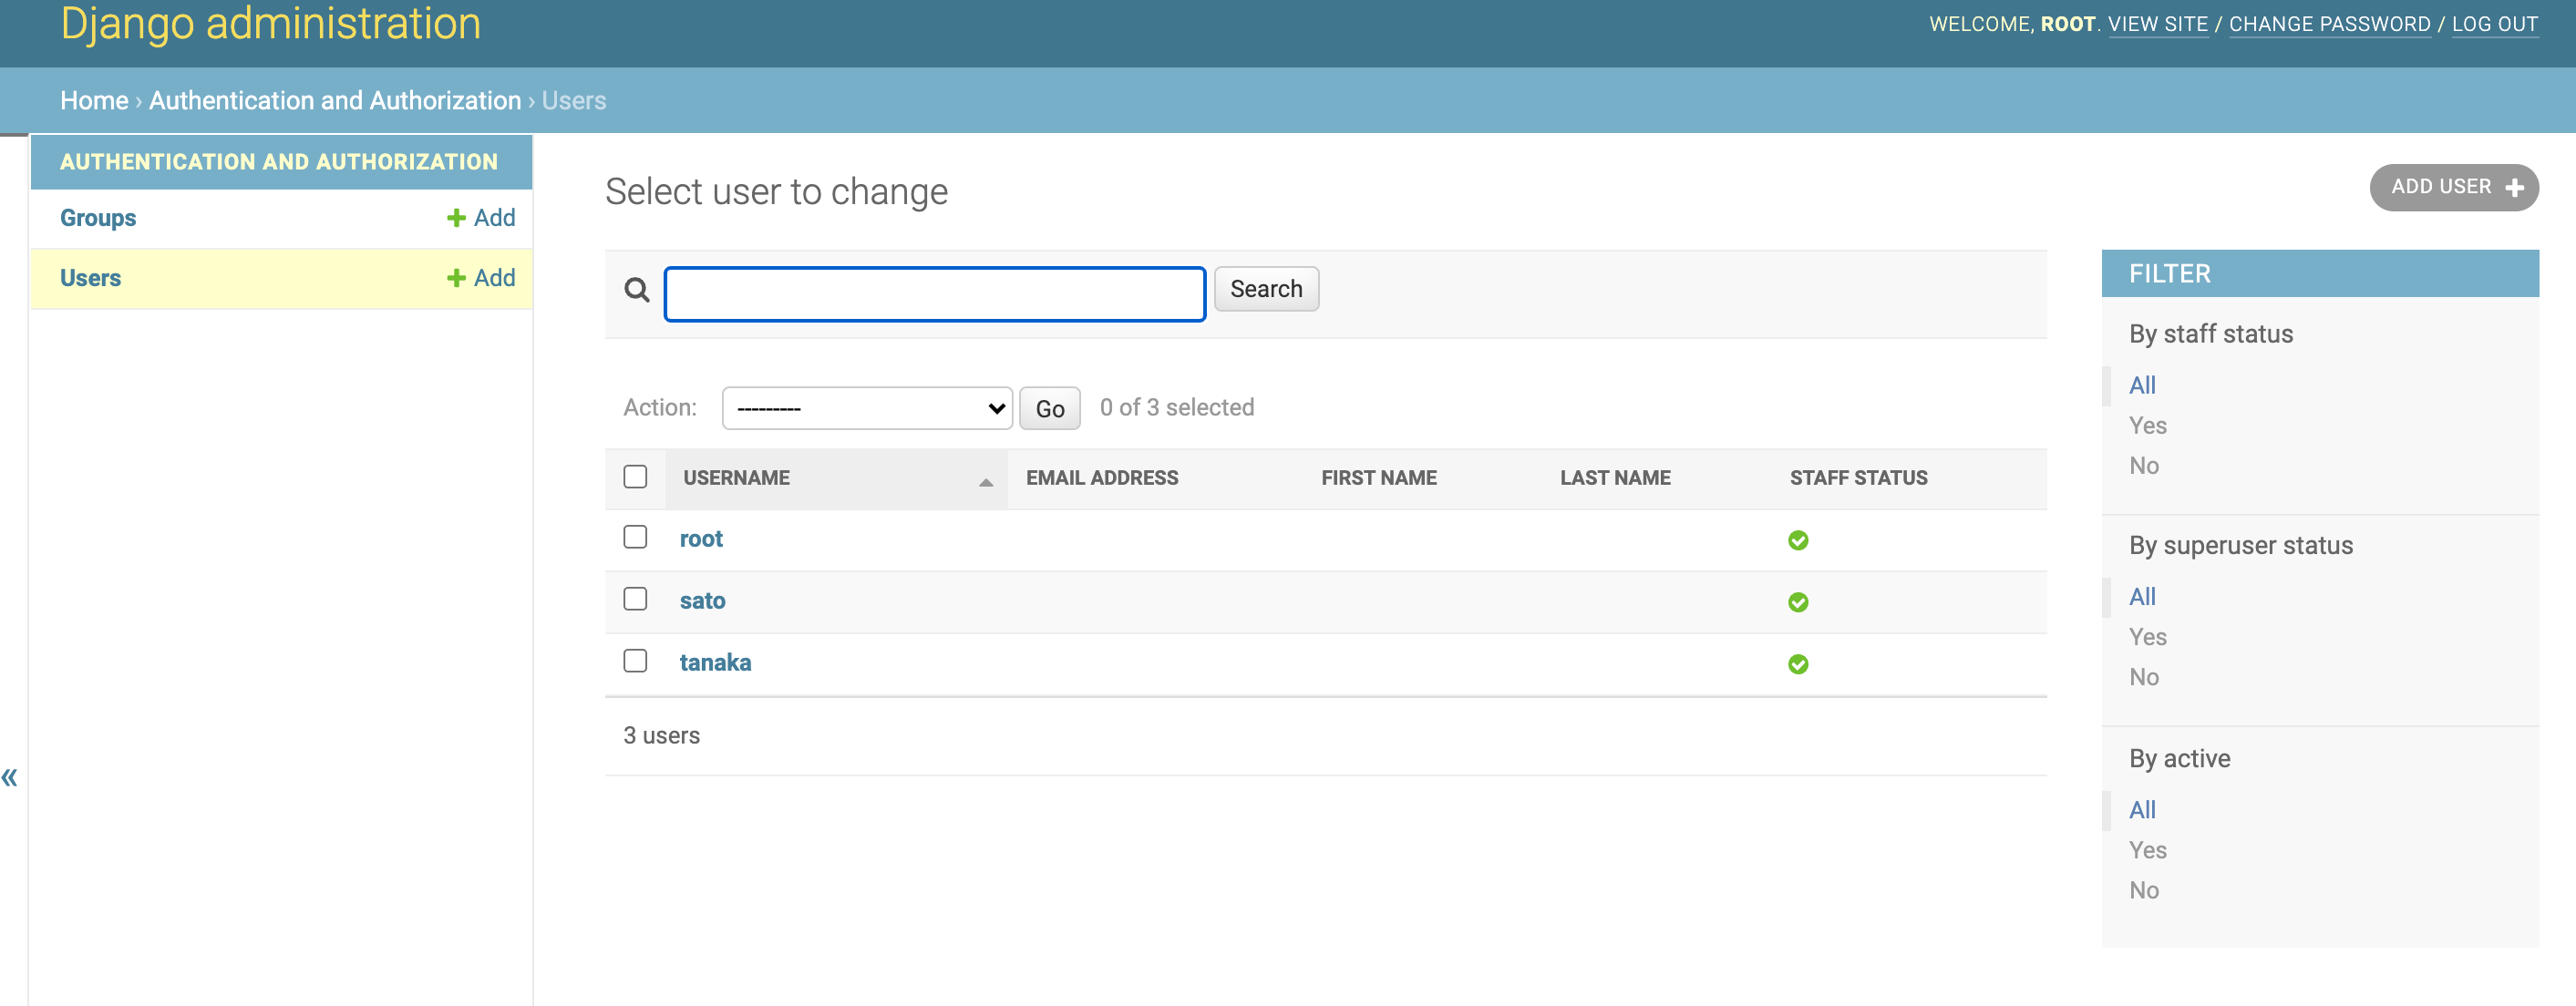 Django administration
WELCOME, ROOT. VIEW SITE / CHANGE PASSWORD / LOG OUT
Home › Authentication and Authorization › Users
AUTHENTICATION AND AUTHORIZATION
Groups + Add
Users + Add
«
Select user to change
ADD USER +
Search
Action: --------- Go 0 of 3 selected
USERNAME EMAIL ADDRESS FIRST NAME LAST NAME STAFF STATUS
root
sato
tanaka
3 users
FILTER
By staff status
All
Yes
No
By superuser status
All
Yes
No
By active
All
Yes
No